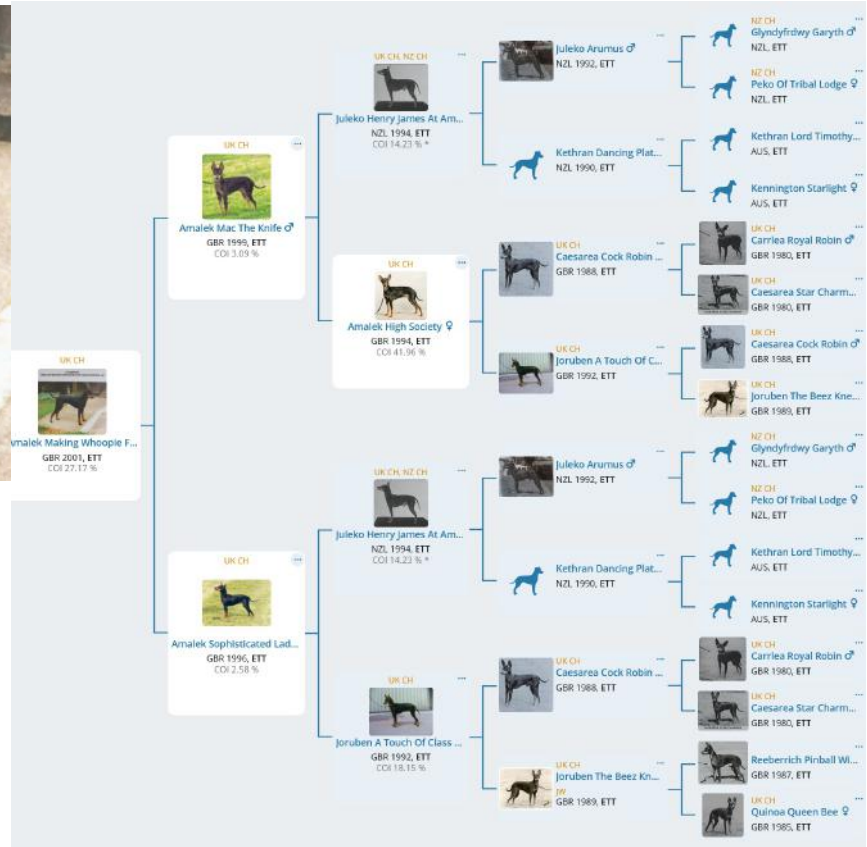 UK CH
Amalek Making Whoopie F...
GBR 2001, ETT
COI 27.17 %
UK CH
Amalek Mac The Knife ♂
GBR 1999, ETT
COI 3.09 %
UK CH
Amalek Sophisticated Lad...
GBR 1996, ETT
COI 2.58 %
UK CH, NZ CH
Juleko Henry James At Am...
NZL 1994, ETT
COI 14.23 % *
UK CH
Amalek High Society ♀
GBR 1994, ETT
COI 41.96 %
UK CH, NZ CH
Juleko Henry James At Am...
NZL 1994, ETT
COI 14.23 % *
UK CH
Joruben A Touch Of Class ...
GBR 1992, ETT
COI 18.15 %
Juleko Arumus ♂
NZL 1992, ETT
Kethran Dancing Plat...
NZL 1990, ETT
UK CH
Caesarea Cock Robin ...
GBR 1988, ETT
UK CH
Joruben A Touch Of C...
GBR 1992, ETT
Juleko Arumus ♂
NZL 1992, ETT
Kethran Dancing Plat...
NZL 1990, ETT
UK CH
Caesarea Cock Robin ...
GBR 1988, ETT
UK CH
Joruben The Beez Kn...
JW
GBR 1989, ETT
NZ CH
Glyndyfrdwy Garyth ♂
NZL, ETT
NZ CH
Peko Of Tribal Lodge ♀
NZL, ETT
Kethran Lord Timothy...
AUS, ETT
Kennington Starlight ♀
AUS, ETT
UK CH
Carriea Royal Robin ♂
GBR 1980, ETT
UK CH
Caesarea Star Charm...
GBR 1980, ETT
UK CH
Caesarea Cock Robin ♂
GBR 1988, ETT
UK CH
Joruben The Beez Kne...
GBR 1989, ETT
NZ CH
Glyndyfrdwy Garyth ♂
NZL, ETT
NZ CH
Peko Of Tribal Lodge ♀
NZL, ETT
Kethran Lord Timothy...
AUS, ETT
Kennington Starlight ♀
AUS, ETT
UK CH
Carriea Royal Robin ♂
GBR 1980, ETT
UK CH
Caesarea Star Charm...
GBR 1980, ETT
Reeberrich Pinball Wi...
GBR 1987, ETT
UK CH
Quinoa Queen Bee ♀
GBR 1985, ETT